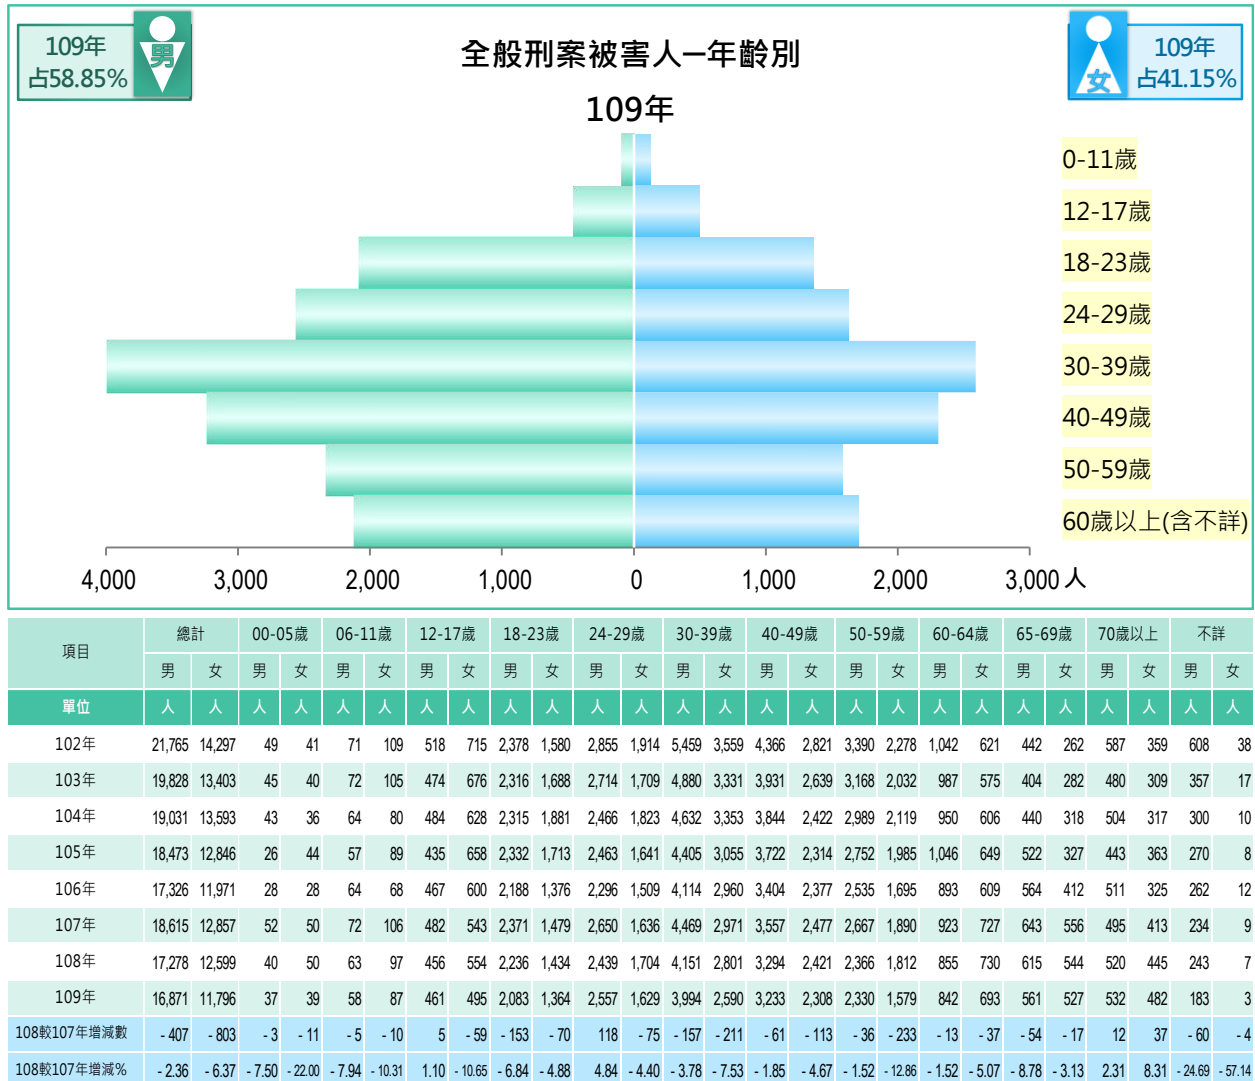 109年
占58.85%
男
全般刑案被害人—年齡別
109年
女
109年
占41.15%
0-11歲
12-17歲
18-23歲
24-29歲
30-39歲
40-49歲
50-59歲
60歲以上(含不詳)
4,000 3,000 2,000 1,000 0 1,000 2,000 3,000 人
項目 總計 00-05歲 06-11歲 12-17歲 18-23歲 24-29歲 30-39歲 40-49歲 50-59歲 60-64歲 65-69歲 70歲以上 不詳
男 女 男 女 男 女 男 女 男 女 男 女 男 女 男 女 男 女 男 女 男 女 男 女 男 女
單位 人 人 人 人 人 人 人 人 人 人 人 人 人 人 人 人 人 人 人 人 人 人 人 人 人 人
102年 21,765 14,297 49 41 71 109 518 715 2,378 1,580 2,855 1,914 5,459 3,559 4,366 2,821 3,390 2,278 1,042 621 442 262 587 359 608 38
103年 19,828 13,403 45 40 72 105 474 676 2,316 1,688 2,714 1,709 4,880 3,331 3,931 2,639 3,168 2,032 987 575 404 282 480 309 357 17
104年 19,031 13,593 43 36 64 80 484 628 2,315 1,881 2,466 1,823 4,632 3,353 3,844 2,422 2,989 2,119 950 606 440 318 504 317 300 10
105年 18,473 12,846 26 44 57 89 435 658 2,332 1,713 2,463 1,641 4,405 3,055 3,722 2,314 2,752 1,985 1,046 649 522 327 443 363 270 8
106年 17,326 11,971 28 28 64 68 467 600 2,188 1,376 2,296 1,509 4,114 2,960 3,404 2,377 2,535 1,695 893 609 564 412 511 325 262 12
107年 18,615 12,857 52 50 72 106 482 543 2,371 1,479 2,650 1,636 4,469 2,971 3,557 2,477 2,667 1,890 923 727 643 556 495 413 234 9
108年 17,278 12,599 40 50 63 97 456 554 2,236 1,434 2,439 1,704 4,151 2,801 3,294 2,421 2,366 1,812 855 730 615 544 520 445 243 7
109年 16,871 11,796 37 39 58 87 461 495 2,083 1,364 2,557 1,629 3,994 2,590 3,233 2,308 2,330 1,579 842 693 561 527 532 482 183 3
108較107年增減數 - 407 - 803 - 3 - 11 - 5 - 10 5 - 59 - 153 - 70 118 - 75 - 157 - 211 - 61 - 113 - 36 - 233 - 13 - 37 - 54 - 17 12 37 - 60 - 4
108較107年增減% - 2.36 - 6.37 - 7.50 - 22.00 - 7.94 - 10.31 1.10 - 10.65 - 6.84 - 4.88 4.84 - 4.40 - 3.78 - 7.53 - 1.85 - 4.67 - 1.52 - 12.86 - 1.52 - 5.07 - 8.78 - 3.13 2.31 8.31 - 24.69 - 57.14